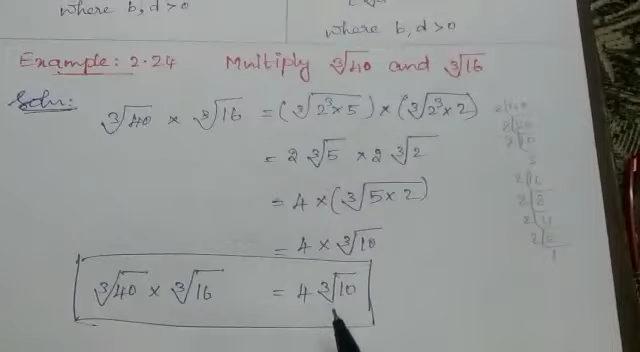 where b, d > 0
where b, d > 0
Example: 2.24 Multiply ∛40 and ∛16
Soln:
∛40 × ∛16 = (∛2³×5) × (∛2³×2)
= 2 ∛5 × 2 ∛2
= 4 × (∛5×2)
= 4 × ∛10
∛40 × ∛16 = 4 ∛10